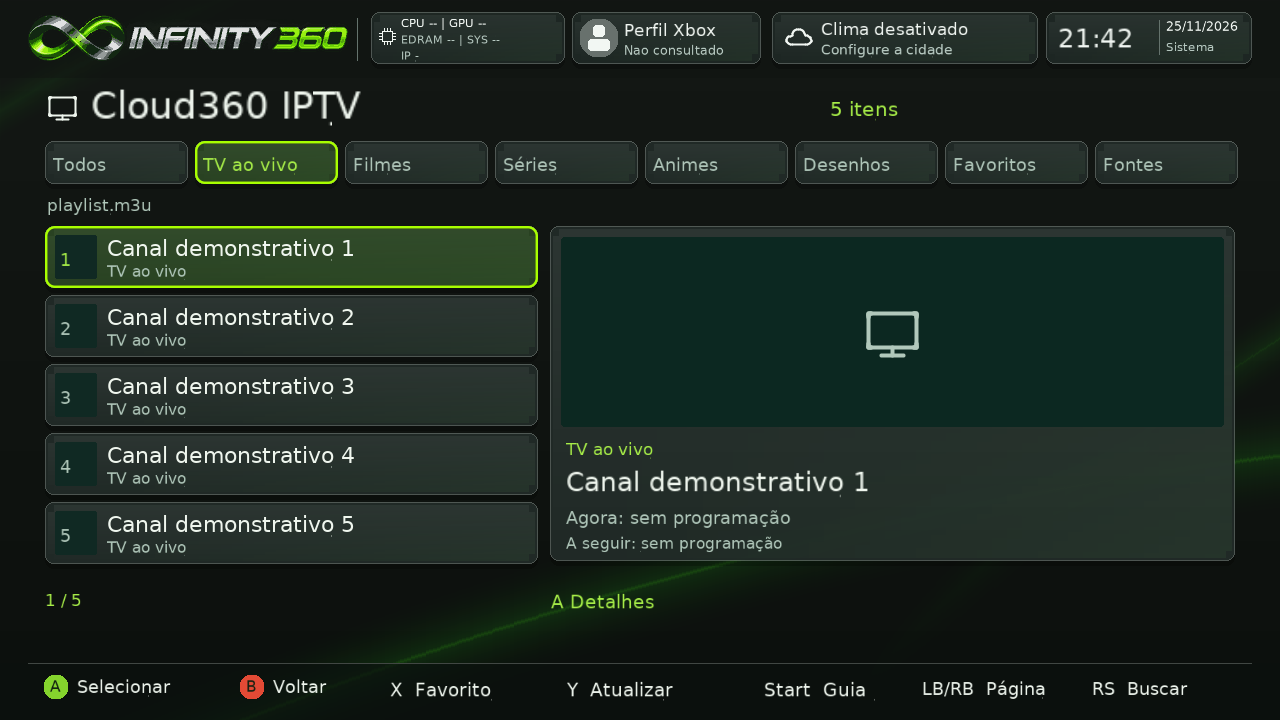 INFINITY 360
CPU -- | GPU --
EDRAM -- | SYS --
IP -
Perfil Xbox
Nao consultado
Clima desativado
Configure a cidade
21:42
25/11/2026
Sistema
Cloud360 IPTV
5 itens
Todos
TV ao vivo
Filmes
Séries
Animes
Desenhos
Favoritos
Fontes
playlist.m3u
1
Canal demonstrativo 1
TV ao vivo
2
Canal demonstrativo 2
TV ao vivo
3
Canal demonstrativo 3
TV ao vivo
4
Canal demonstrativo 4
TV ao vivo
5
Canal demonstrativo 5
TV ao vivo
TV ao vivo
Canal demonstrativo 1
Agora: sem programação
A seguir: sem programação
1 / 5
A Detalhes
A Selecionar
B Voltar
X Favorito
Y Atualizar
Start Guia
LB/RB Página
RS Buscar